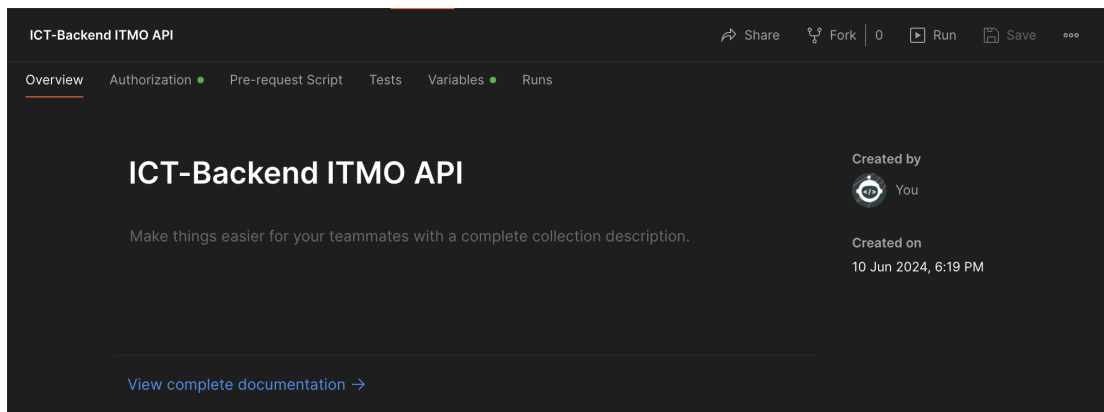 ICT-Backend ITMO API
Share
Fork 0
Run
Save
Overview
Authorization
Pre-request Script
Tests
Variables
Runs
ICT-Backend ITMO API
Make things easier for your teammates with a complete collection description.
View complete documentation →
Created by
You
Created on
10 Jun 2024, 6:19 PM